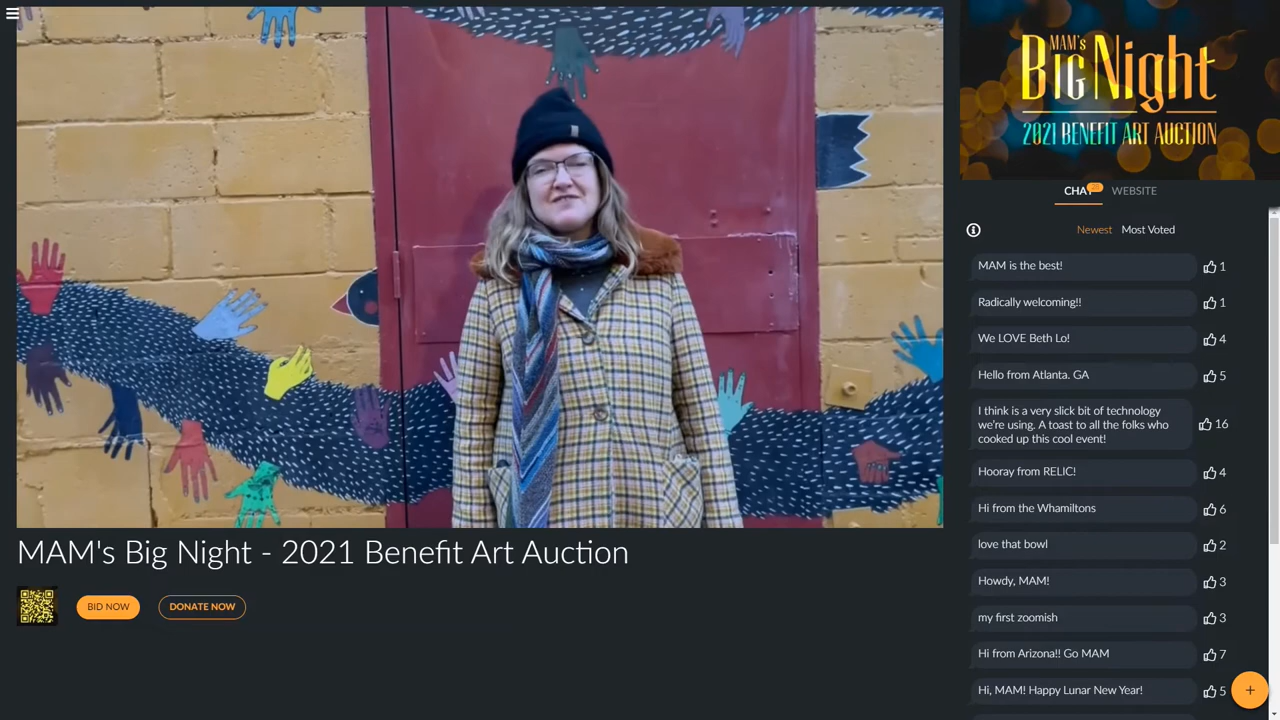 MAM's
Big Night
2021 BENEFIT ART AUCTION
CHAT
WEBSITE
Newest Most Voted
MAM is the best!
1
Radically welcoming!!
1
We LOVE Beth Lo!
4
Hello from Atlanta. GA
5
I think is a very slick bit of technology
we're using. A toast to all the folks who
cooked up this cool event!
16
Hooray from RELIC!
4
Hi from the Whamiltons
6
love that bowl
2
Howdy, MAM!
3
my first zoomish
3
Hi from Arizona!! Go MAM
7
Hi, MAM! Happy Lunar New Year!
5
+
MAM's Big Night - 2021 Benefit Art Auction
BID NOW
DONATE NOW